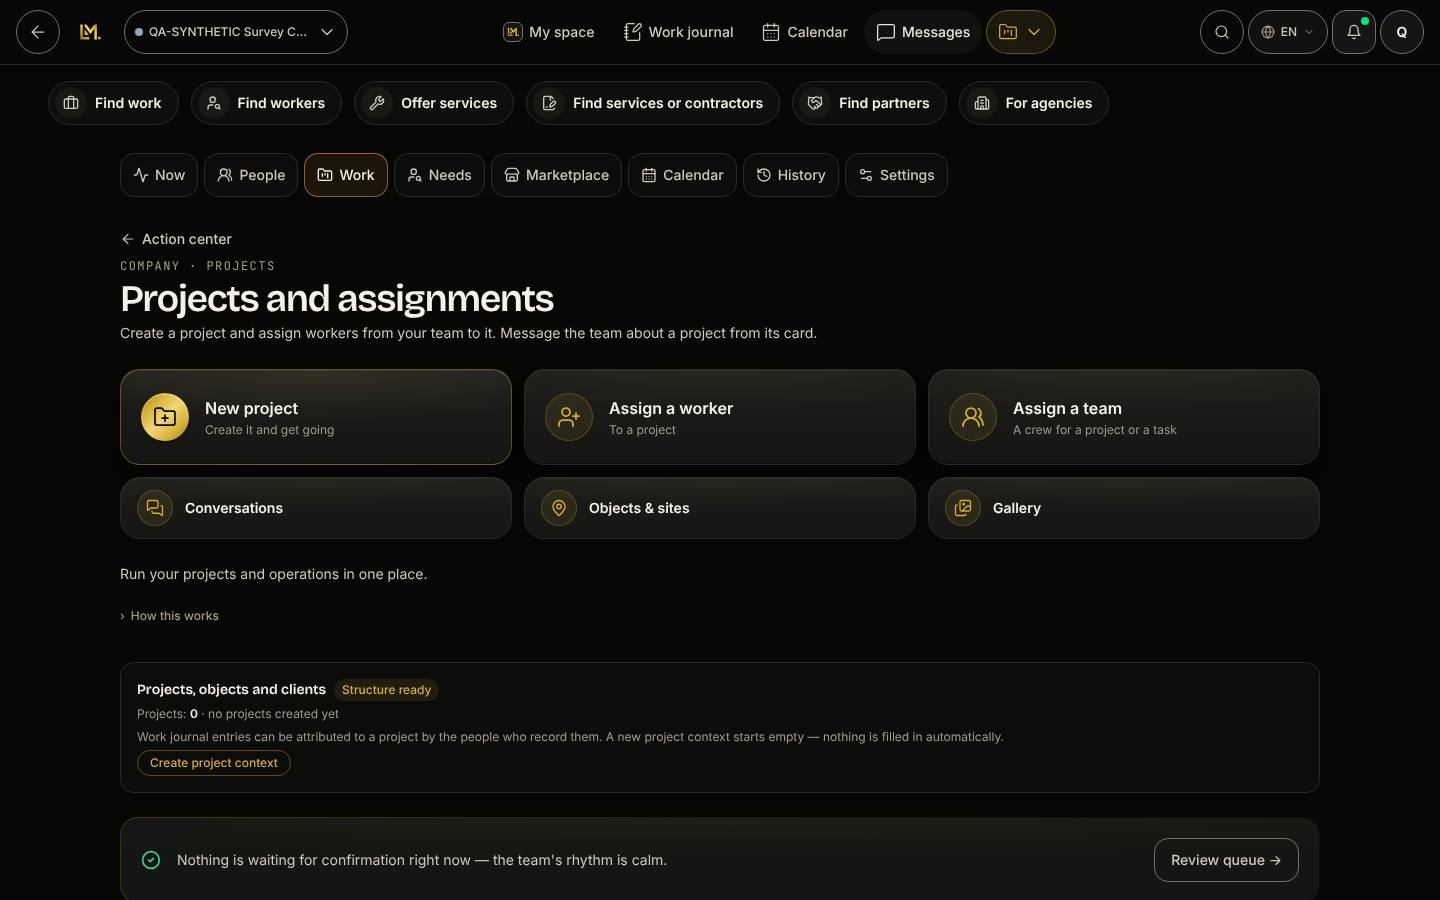 LM.
QA-SYNTHETIC Survey C...
LM. My space
Work journal
Calendar
Messages
EN
Q
Find work
Find workers
Offer services
Find services or contractors
Find partners
For agencies
Now
People
Work
Needs
Marketplace
Calendar
History
Settings
← Action center
COMPANY · PROJECTS
Projects and assignments
Create a project and assign workers from your team to it. Message the team about a project from its card.
New project
Create it and get going
Assign a worker
To a project
Assign a team
A crew for a project or a task
Conversations
Objects & sites
Gallery
Run your projects and operations in one place.
› How this works
Projects, objects and clients Structure ready
Projects: 0 · no projects created yet
Work journal entries can be attributed to a project by the people who record them. A new project context starts empty — nothing is filled in automatically.
Create project context
Nothing is waiting for confirmation right now — the team's rhythm is calm.
Review queue →